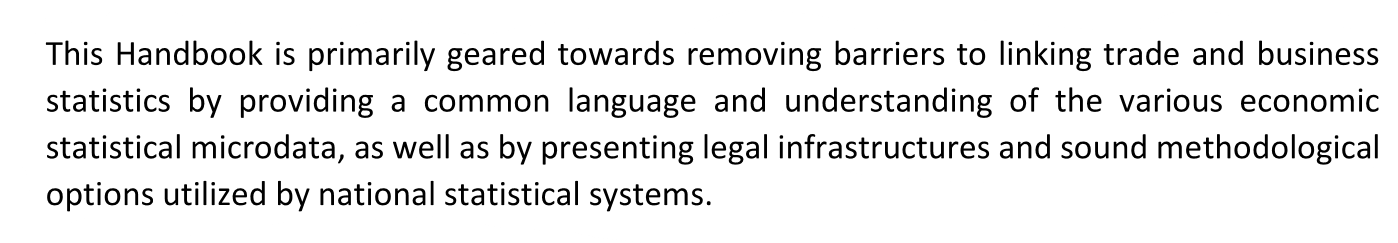 This Handbook is primarily geared towards removing barriers to linking trade and business
statistics by providing a common language and understanding of the various economic
statistical microdata, as well as by presenting legal infrastructures and sound methodological
options utilized by national statistical systems.